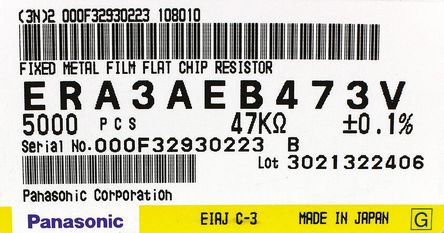 (3N)2 000F32930223 108010
FIXED METAL FILM FLAT CHIP RESISTOR
ERA3AEB473V
5000 PCS 47KΩ ±0.1%
Serial No.000F32930223 B
Lot 3021322406
Panasonic Corporation
Panasonic EIAJ C-3 MADE IN JAPAN G